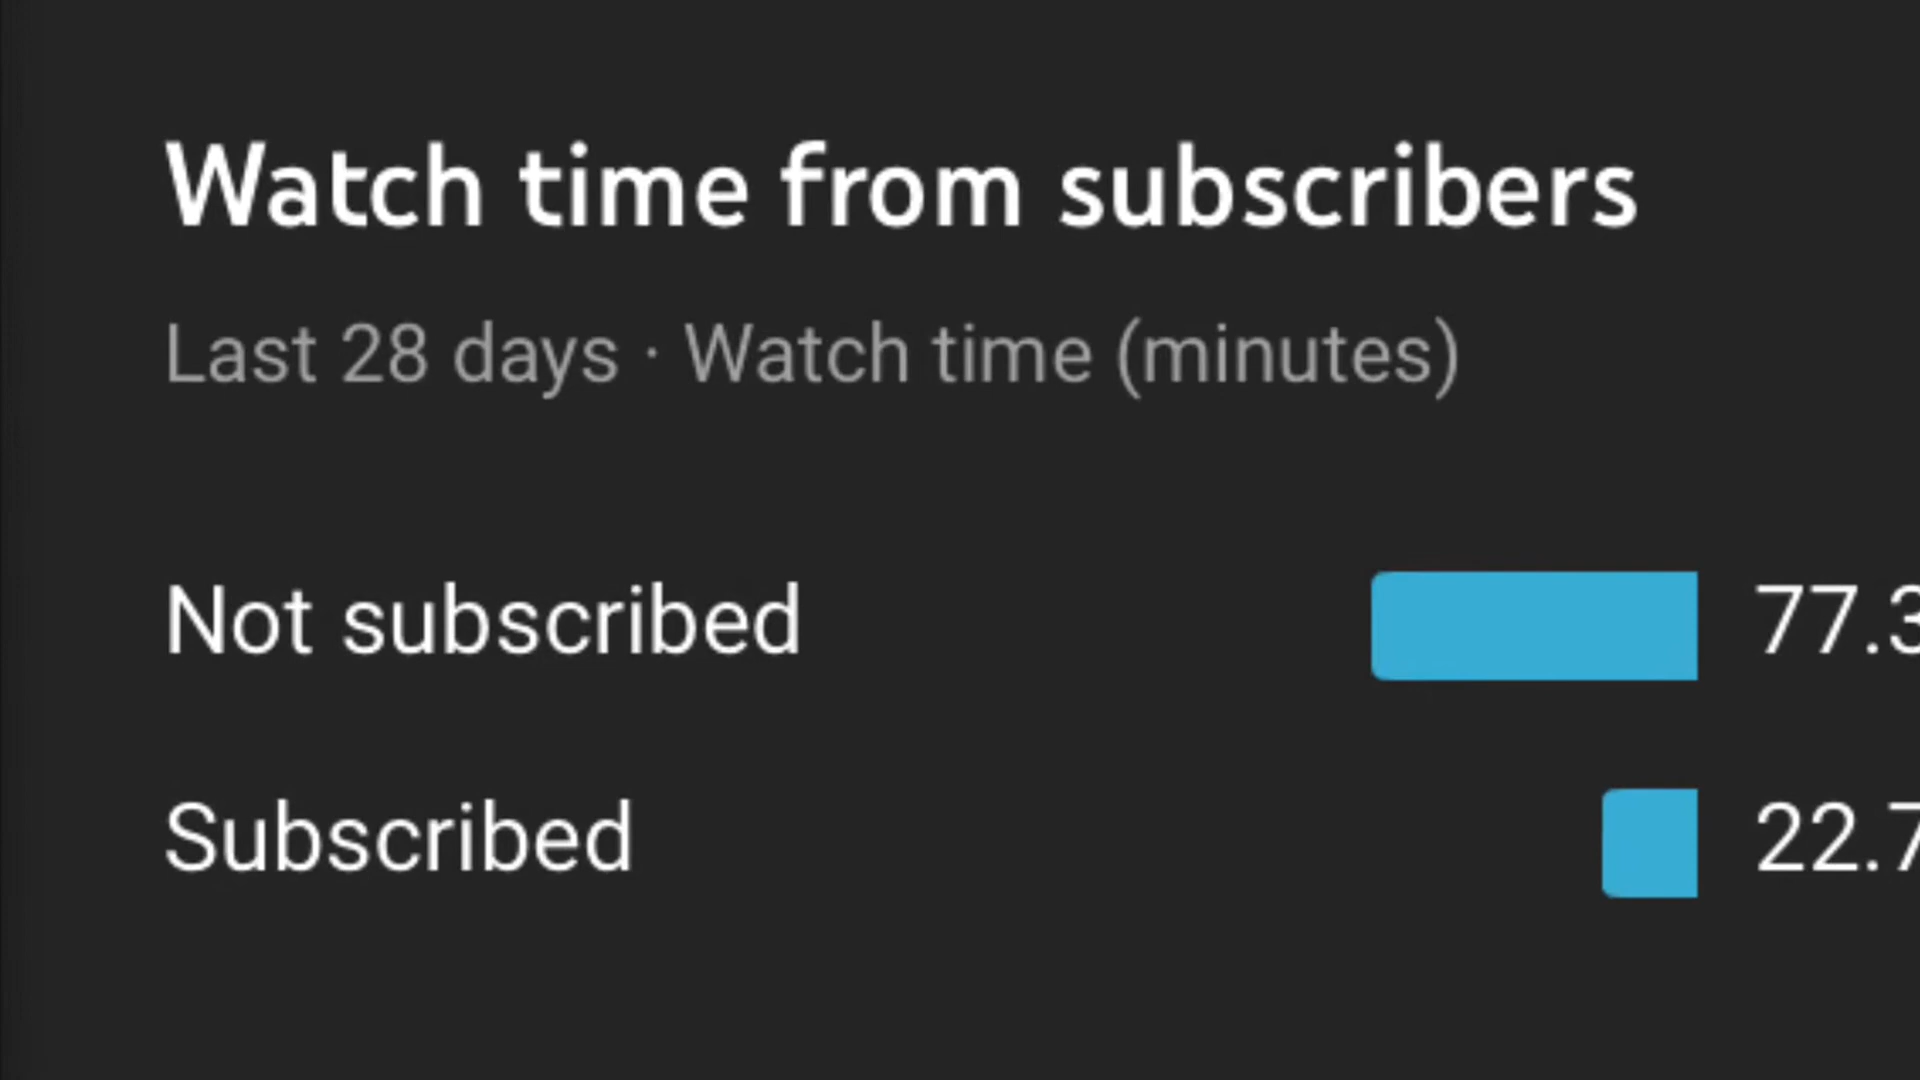 Watch time from subscribers
Last 28 days · Watch time (minutes)
Not subscribed 77.3
Subscribed 22.7